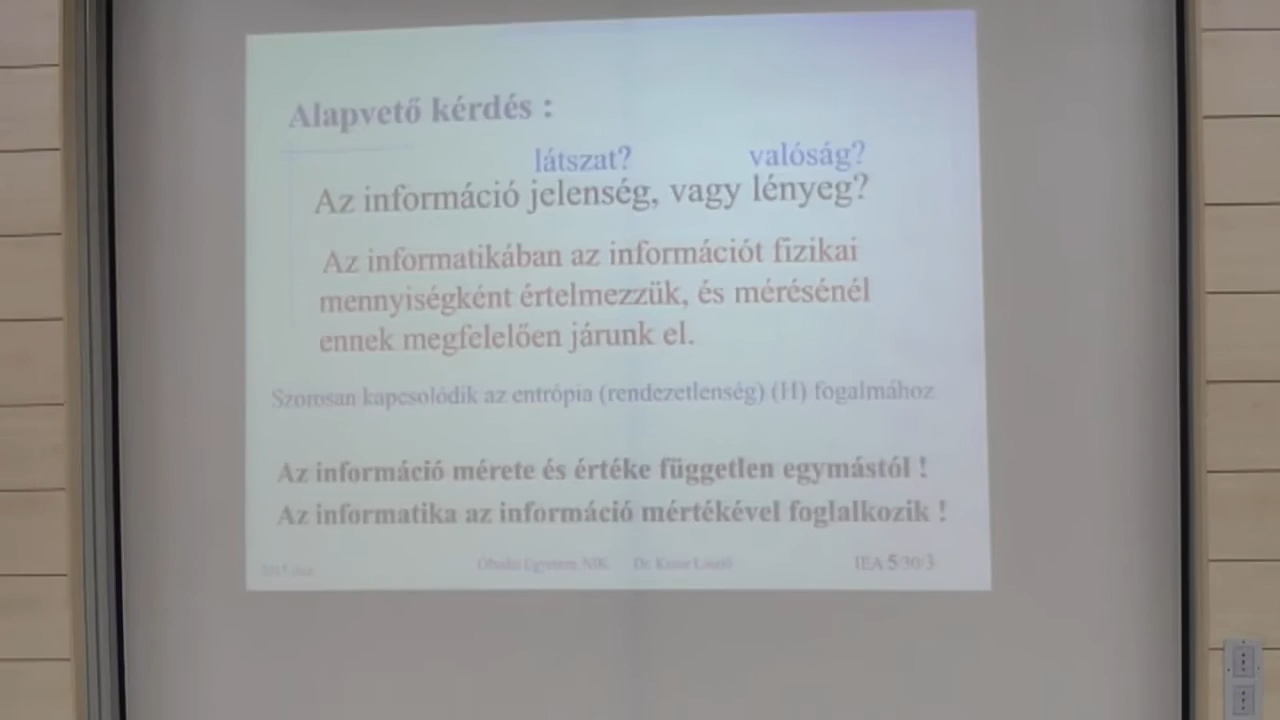 Alapvető kérdés :
látszat? valóság?
Az információ jelenség, vagy lényeg?
Az informatikában az információt fizikai
mennyiségként értelmezzük, és mérésénél
ennek megfelelően járunk el.
Szorosan kapcsolódik az entrópia (rendezetlenség) (H) fogalmához
Az információ mérete és értéke független egymástól !
Az informatika az információ mértékével foglalkozik !
Óbudai Egyetem, NIK Dr. László IEA 5/30/3